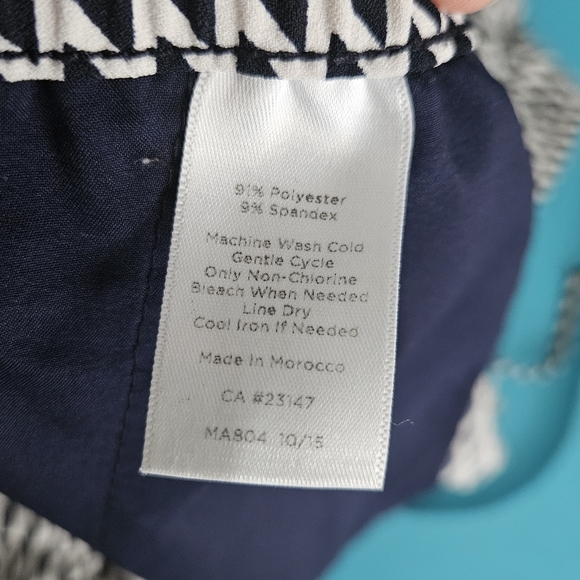 91% Polyester
9% Spandex
Machine Wash Cold
Gentle Cycle
Only Non-Chlorine
Bleach When Needed
Line Dry
Cool Iron If Needed
Made In Morocco
CA #23147
MA804 10/15